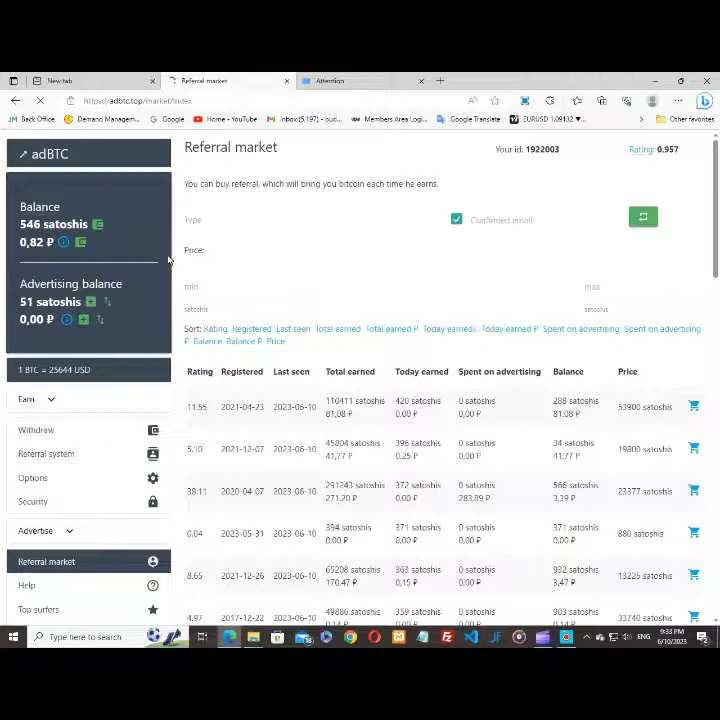 New tab
Referral market
Attention
https://adbtc.top/market/index
JM Back Office
Demand Managem...
Google
Home - YouTube
Inbox (5,197) - bud...
Members Area Logi...
Google Translate
EURUSD 1.09132 ▼...
Other favorites
adBTC
Balance
546 satoshis
0,82 ₽
Advertising balance
51 satoshis
0,00 ₽
1 BTC = 25644 USD
Earn
Withdraw
Referral system
Options
Security
Advertise
Referral market
Help
Top surfers
Referral market
Your id: 1922003
Rating: 0.957
You can buy referral, which will bring you bitcoin each time he earns.
Type
Confirmed email
Price:
min
max
satoshis
satoshis
Sort: Rating Registered Last seen Total earned Total earned ₽ Today earned↓ Today earned ₽ Spent on advertising Spent on advertising
₽ Balance Balance ₽ Price
Rating Registered Last seen Total earned Today earned Spent on advertising Balance Price
11.55 2021-04-23 2023-06-10 110411 satoshis 81,08 ₽ 420 satoshis 0,00 ₽ 0 satoshis 0,00 ₽ 288 satoshis 81,08 ₽ 53900 satoshis
5.10 2021-12-07 2023-06-10 45804 satoshis 41,77 ₽ 396 satoshis 0,25 ₽ 0 satoshis 0,00 ₽ 34 satoshis 41,77 ₽ 19800 satoshis
38.11 2020-04-07 2023-06-10 291243 satoshis 271,20 ₽ 372 satoshis 0,00 ₽ 0 satoshis 283,89 ₽ 566 satoshis 3,39 ₽ 23377 satoshis
0.04 2023-05-31 2023-06-10 394 satoshis 0,00 ₽ 371 satoshis 0,00 ₽ 0 satoshis 0,00 ₽ 371 satoshis 0,00 ₽ 880 satoshis
8.65 2021-12-26 2023-06-10 65208 satoshis 170,47 ₽ 363 satoshis 0,15 ₽ 0 satoshis 0,00 ₽ 932 satoshis 3,47 ₽ 13225 satoshis
4.97 2017-12-22 2023-06-10 49886 satoshis 359 satoshis 0 satoshis 903 satoshis 33740 satoshis
Type here to search
ENG
9:33 PM
6/10/2023